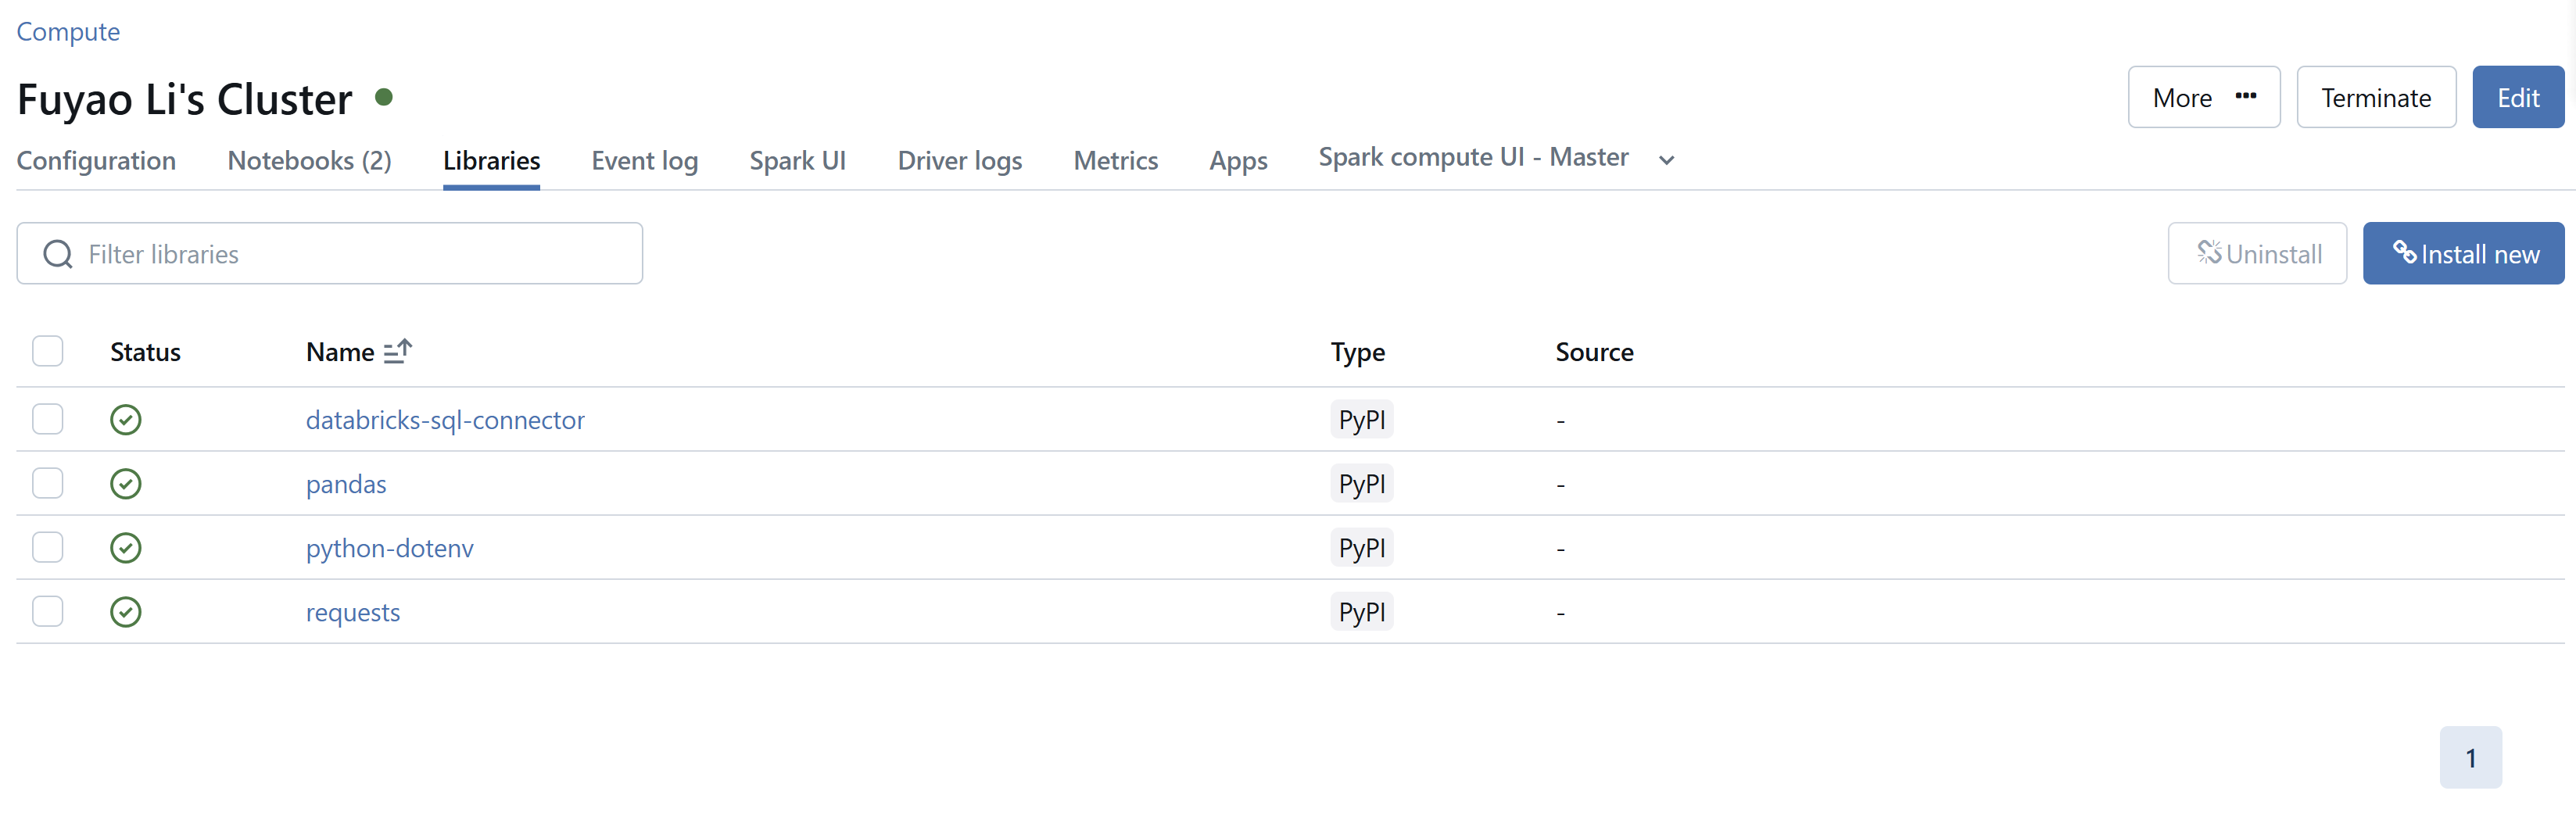 Compute
Fuyao Li's Cluster
More ••• Terminate Edit
Configuration Notebooks (2) Libraries Event log Spark UI Driver logs Metrics Apps Spark compute UI - Master
Filter libraries
Uninstall Install new
Status Name Type Source
databricks-sql-connector PyPI -
pandas PyPI -
python-dotenv PyPI -
requests PyPI -
1